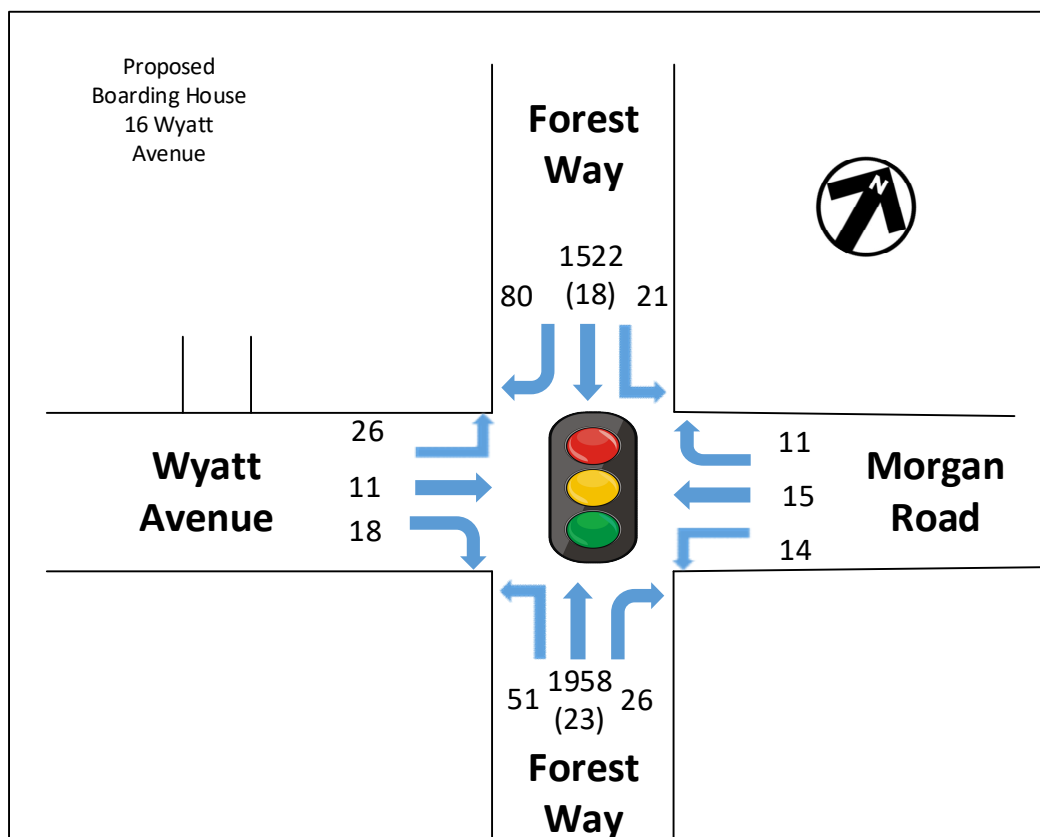 Proposed
Boarding House
16 Wyatt
Avenue
Forest
Way
N
1522
80 (18) 21
26
11
18
Wyatt
Avenue
11
15
14
Morgan
Road
51 1958 26
(23)
Forest
Way